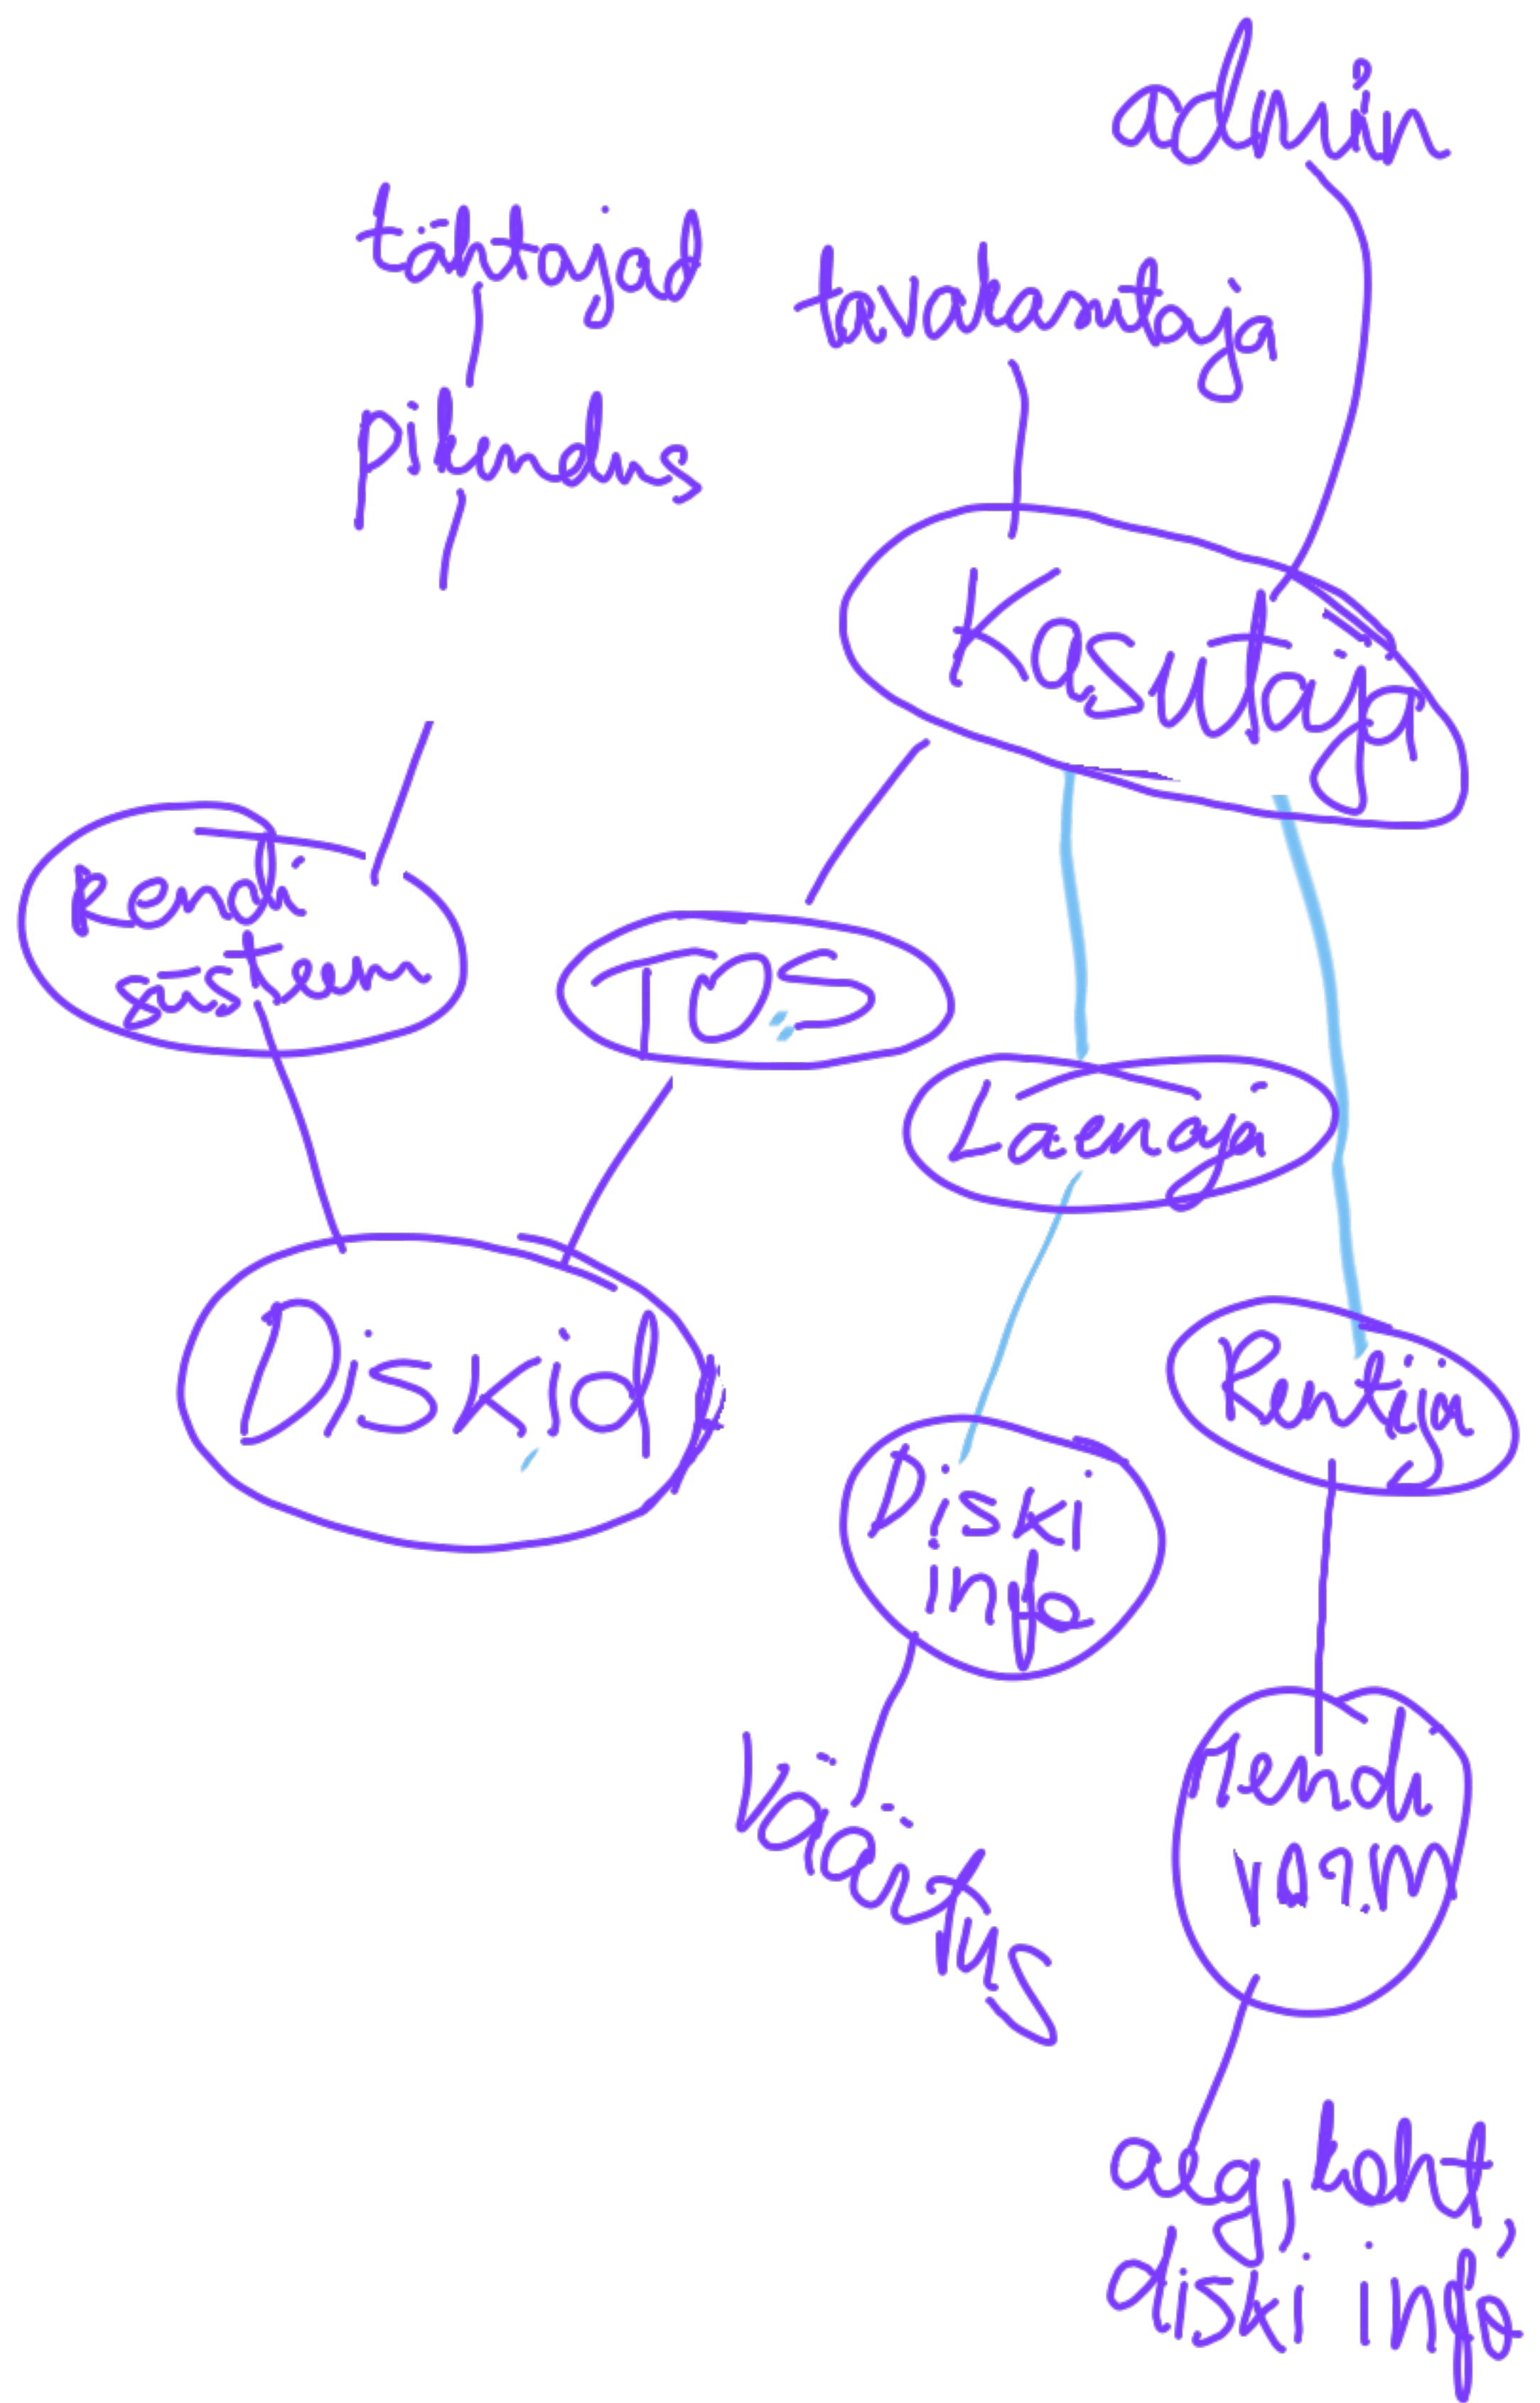 admin
tähtajad
tavakasutaja
pikendus
Kasutaja
Rendi
süsteem
TOS
Laenaja
Diskid
Rentija
Diski
info
Väärtus
Rendi
aeg, koht,
diski info